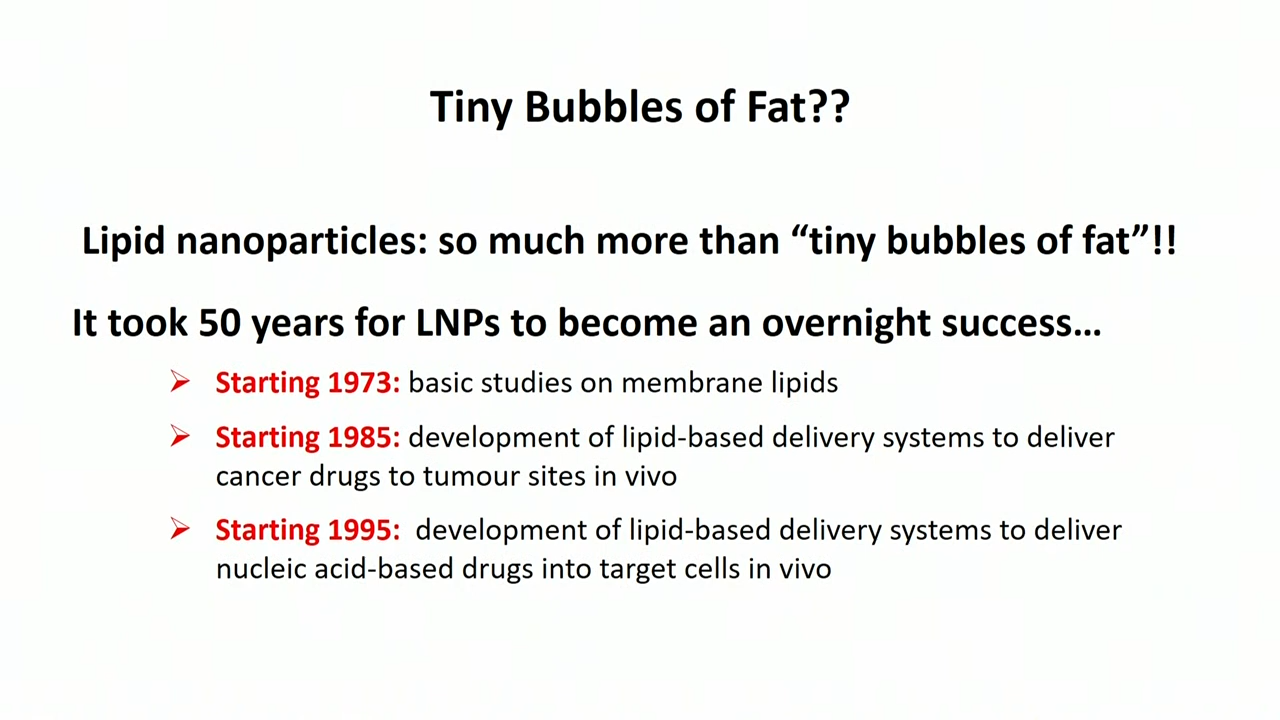 Tiny Bubbles of Fat??
Lipid nanoparticles: so much more than “tiny bubbles of fat”!!
It took 50 years for LNPs to become an overnight success…
➢ Starting 1973: basic studies on membrane lipids
➢ Starting 1985: development of lipid-based delivery systems to deliver
cancer drugs to tumour sites in vivo
➢ Starting 1995: development of lipid-based delivery systems to deliver
nucleic acid-based drugs into target cells in vivo